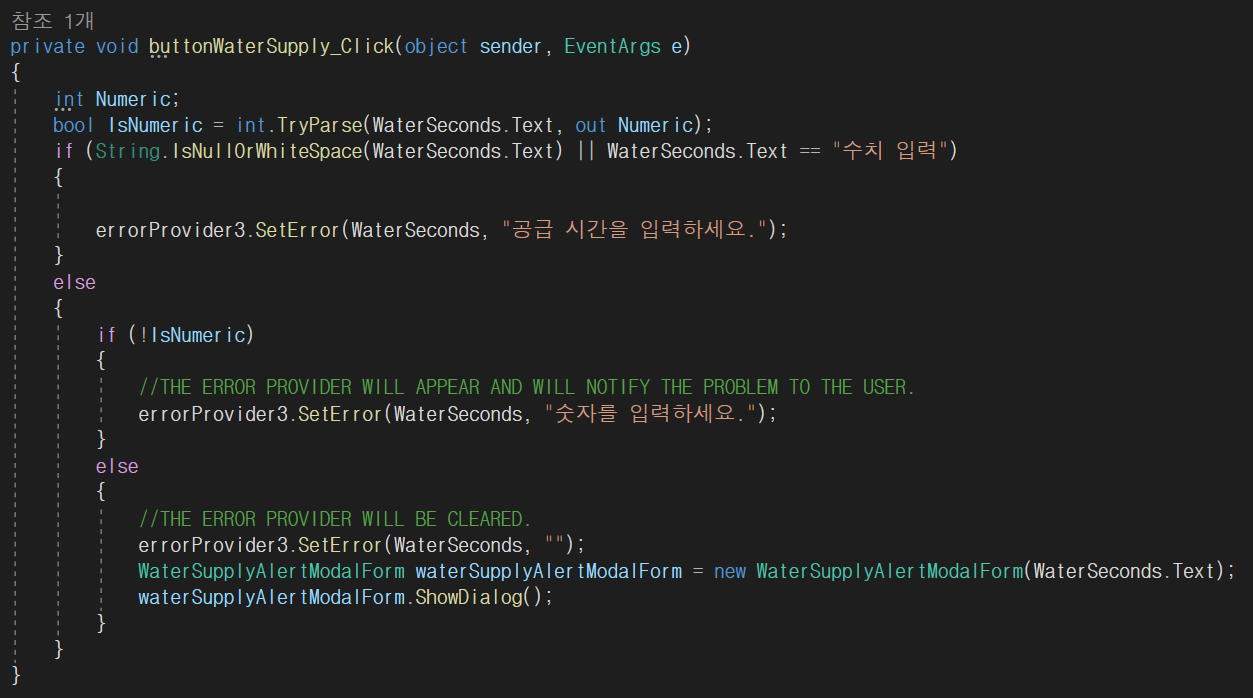 참조 1개
private void buttonWaterSupply_Click(object sender, EventArgs e)
{
    int Numeric;
    bool IsNumeric = int.TryParse(WaterSeconds.Text, out Numeric);
    if (String.IsNullOrWhiteSpace(WaterSeconds.Text) || WaterSeconds.Text == "수치 입력")
    {
        errorProvider3.SetError(WaterSeconds, "공급 시간을 입력하세요.");
    }
    else
    {
        if (!IsNumeric)
        {
            //THE ERROR PROVIDER WILL APPEAR AND WILL NOTIFY THE PROBLEM TO THE USER.
            errorProvider3.SetError(WaterSeconds, "숫자를 입력하세요.");
        }
        else
        {
            //THE ERROR PROVIDER WILL BE CLEARED.
            errorProvider3.SetError(WaterSeconds, "");
            WaterSupplyAlertModalForm waterSupplyAlertModalForm = new WaterSupplyAlertModalForm(WaterSeconds.Text);
            waterSupplyAlertModalForm.ShowDialog();
        }
    }
}